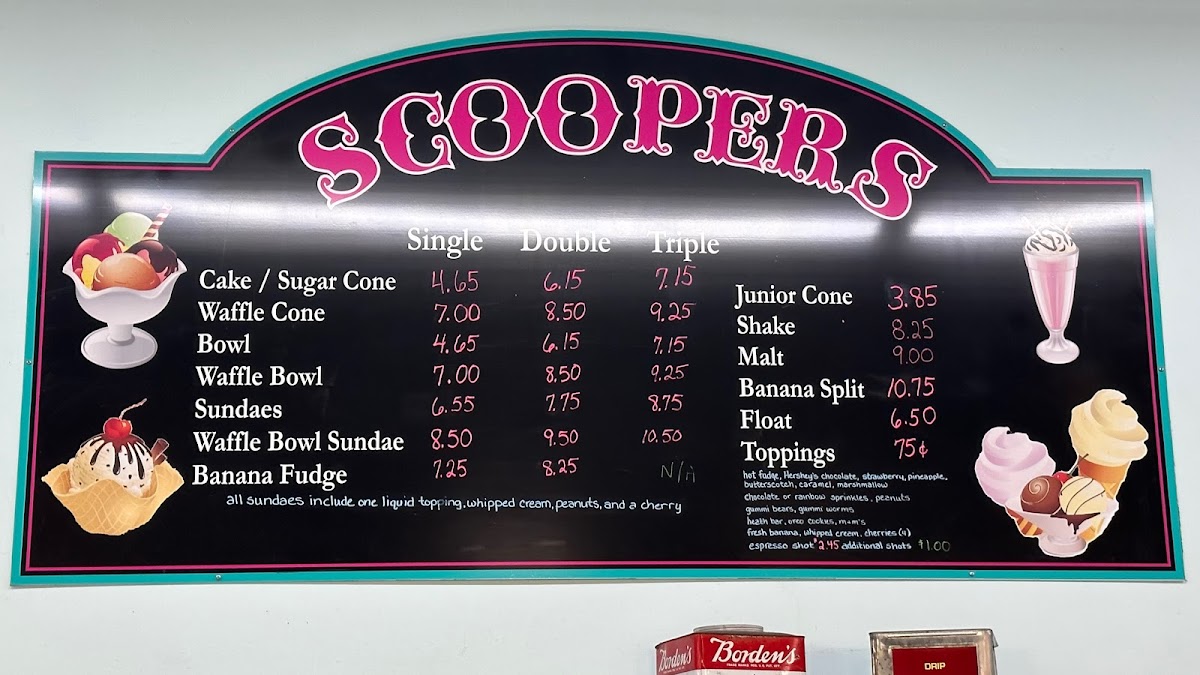 SCOOPERS
Single Double Triple
Cake / Sugar Cone 4.65 6.15 7.15
Waffle Cone 7.00 8.50 9.25
Bowl 4.65 6.15 7.15
Waffle Bowl 7.00 8.50 9.25
Sundaes 6.55 7.75 8.75
Waffle Bowl Sundae 8.50 9.50 10.50
Banana Fudge 7.25 8.25 N/A
all sundaes include one liquid topping, whipped cream, peanuts, and a cherry
Junior Cone 3.85
Shake 8.25
Malt 9.00
Banana Split 10.75
Float 6.50
Toppings 75¢
hot fudge, Hershey's chocolate, strawberry, pineapple,
butterscotch, caramel, marshmallow
chocolate or rainbow sprinkles, peanuts
gummi bears, gummi worms
heath bar, oreo cookies, m+m's
fresh banana, whipped cream, cherries (4)
espresso shot $2.45 additional shots $1.00
Borden's
Borden's
DRIP